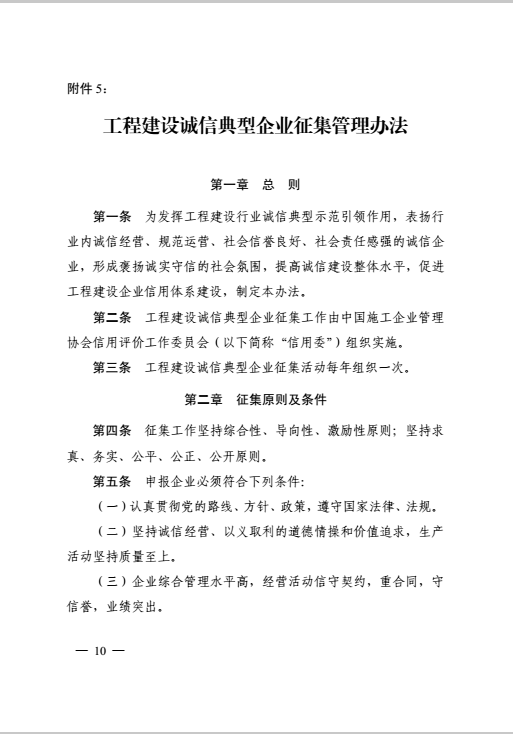 附件 5：
工程建设诚信典型企业征集管理办法
第一章 总 则
第一条 为发挥工程建设行业诚信典型示范引领作用，表扬行
业内诚信经营、规范运营、社会信誉良好、社会责任感强的诚信企
业，形成褒扬诚实守信的社会氛围，提高诚信建设整体水平，促进
工程建设企业信用体系建设，制定本办法。
第二条 工程建设诚信典型企业征集工作由中国施工企业管理
协会信用评价工作委员会（以下简称“信用委”）组织实施。
第三条 工程建设诚信典型企业征集活动每年组织一次。
第二章 征集原则及条件
第四条 征集工作坚持综合性、导向性、激励性原则；坚持求
真、务实、公平、公正、公开原则。
第五条 申报企业必须符合下列条件：
（一）认真贯彻党的路线、方针、政策，遵守国家法律、法规。
（二）坚持诚信经营、以义取利的道德情操和价值追求，生产
活动坚持质量至上。
（三）企业综合管理水平高，经营活动信守契约，重合同，守
信誉，业绩突出。
— 10 —